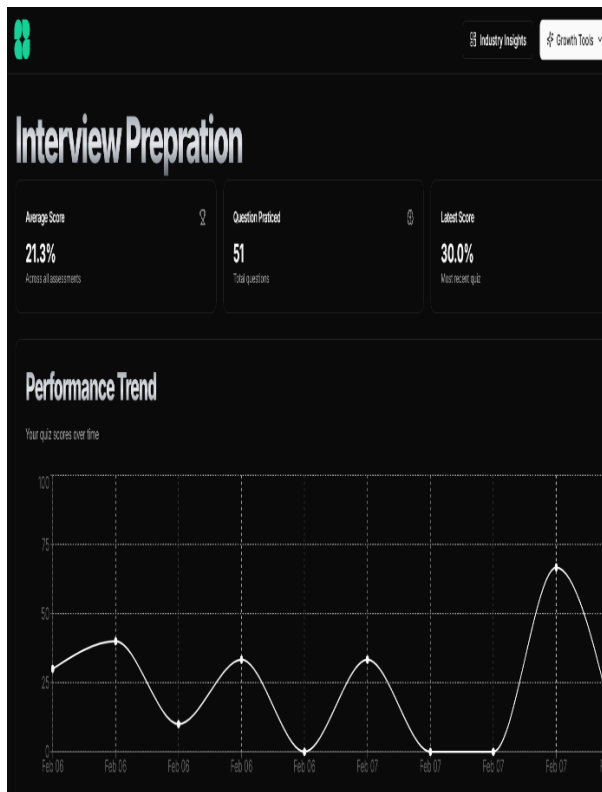 Industry Insights
Growth Tools
Interview Prepration
Average Score
21.3%
Across all assessments
Question Praticed
51
Total questions
Latest Score
30.0%
Most recent quiz
Performance Trend
Your quiz scores over time
100
75
50
25
0
Feb 06 Feb 06 Feb 06 Feb 06 Feb 06 Feb 07 Feb 07 Feb 07 Feb 07